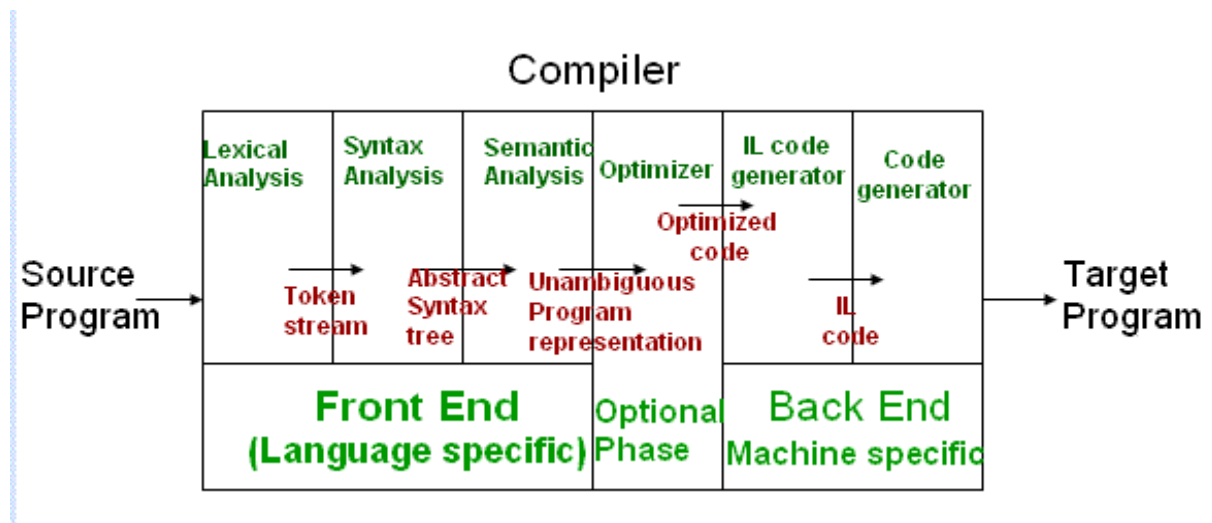 Compiler
Lexical
Analysis
Syntax
Analysis
Semantic
Analysis
Optimizer
IL code
generator
Code
generator
Source
Program
Token
stream
Abstract
Syntax
tree
Unambiguous
Program
representation
Optimized
code
IL
code
Target
Program
Front End
(Language specific)
Optional
Phase
Back End
Machine specific